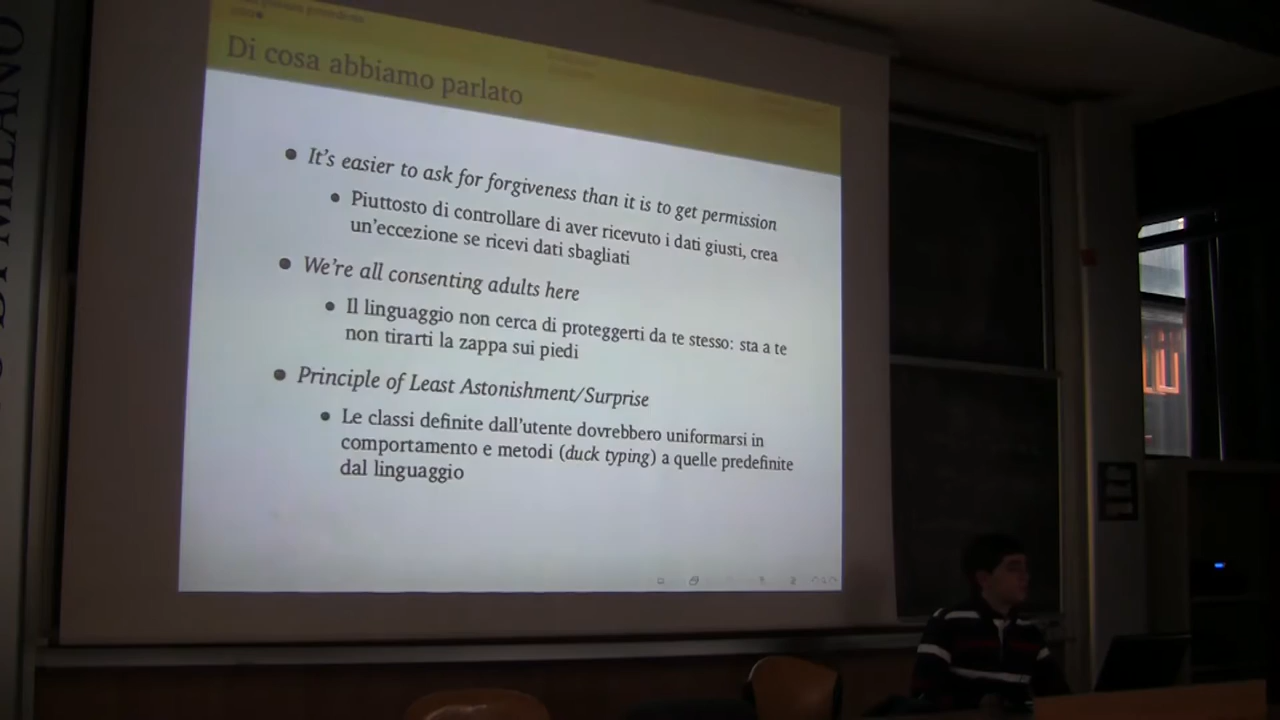 Di cosa abbiamo parlato
• It's easier to ask for forgiveness than it is to get permission
• Piuttosto di controllare di aver ricevuto i dati giusti, crea
un'eccezione se ricevi dati sbagliati
• We're all consenting adults here
• Il linguaggio non cerca di proteggerti da te stesso: sta a te
non tirarti la zappa sui piedi
• Principle of Least Astonishment/Surprise
• Le classi definite dall'utente dovrebbero uniformarsi in
comportamento e metodi (duck typing) a quelle predefinite
dal linguaggio
MILANO